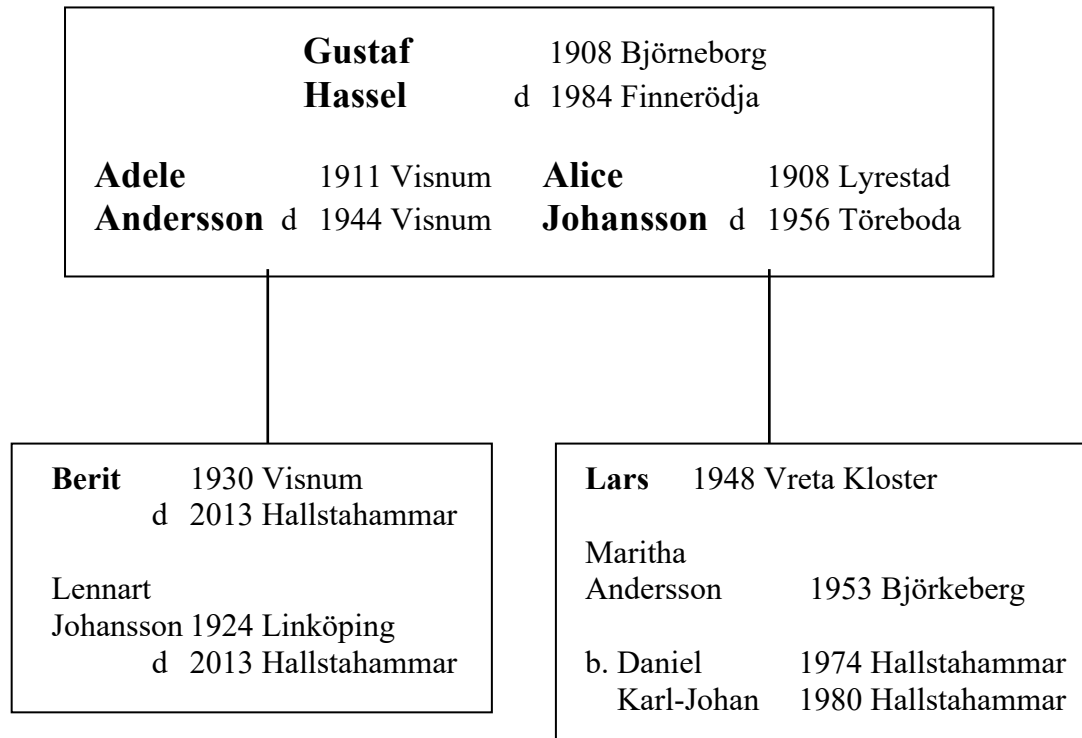 Gustaf 1908 Björneborg
Hassel d 1984 Finnerödja
Adele 1911 Visnum Alice 1908 Lyrestad
Andersson d 1944 Visnum Johansson d 1956 Töreboda
Berit 1930 Visnum
d 2013 Hallstahammar
Lennart
Johansson 1924 Linköping
d 2013 Hallstahammar
Lars 1948 Vreta Kloster
Maritha
Andersson 1953 Björkeberg
b. Daniel 1974 Hallstahammar
Karl-Johan 1980 Hallstahammar